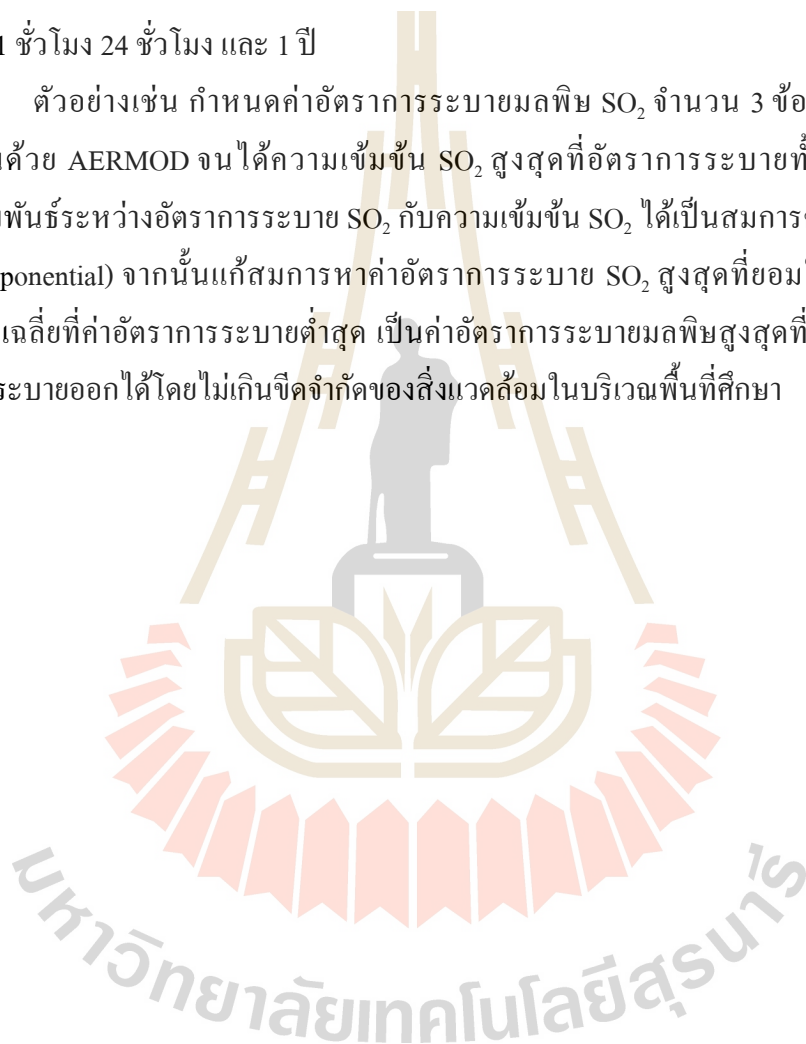 1 ชั่วโมง 24 ชั่วโมง และ 1 ปี
ตัวอย่างเช่น กำหนดค่าอัตราการระบายมลพิษ SO₂ จำนวน 3 ข้อ
ด้วย AERMOD จนได้ความเข้มข้น SO₂ สูงสุดที่อัตราการระบายทั้
พันธ์ระหว่างอัตราการระบาย SO₂ กับความเข้มข้น SO₂ ได้เป็นสมการ
ponential) จากนั้นแก้สมการหาค่าอัตราการระบาย SO₂ สูงสุดที่ยอม
เฉลี่ยที่ค่าอัตราการระบายต่ำสุด เป็นค่าอัตราการระบายมลพิษสูงสุดที่
ระบายออกได้โดยไม่เกินขีดจำกัดของสิ่งแวดล้อมในบริเวณพื้นที่ศึกษา
มหาวิทยาลัยเทคโนโลยีสุรนารี